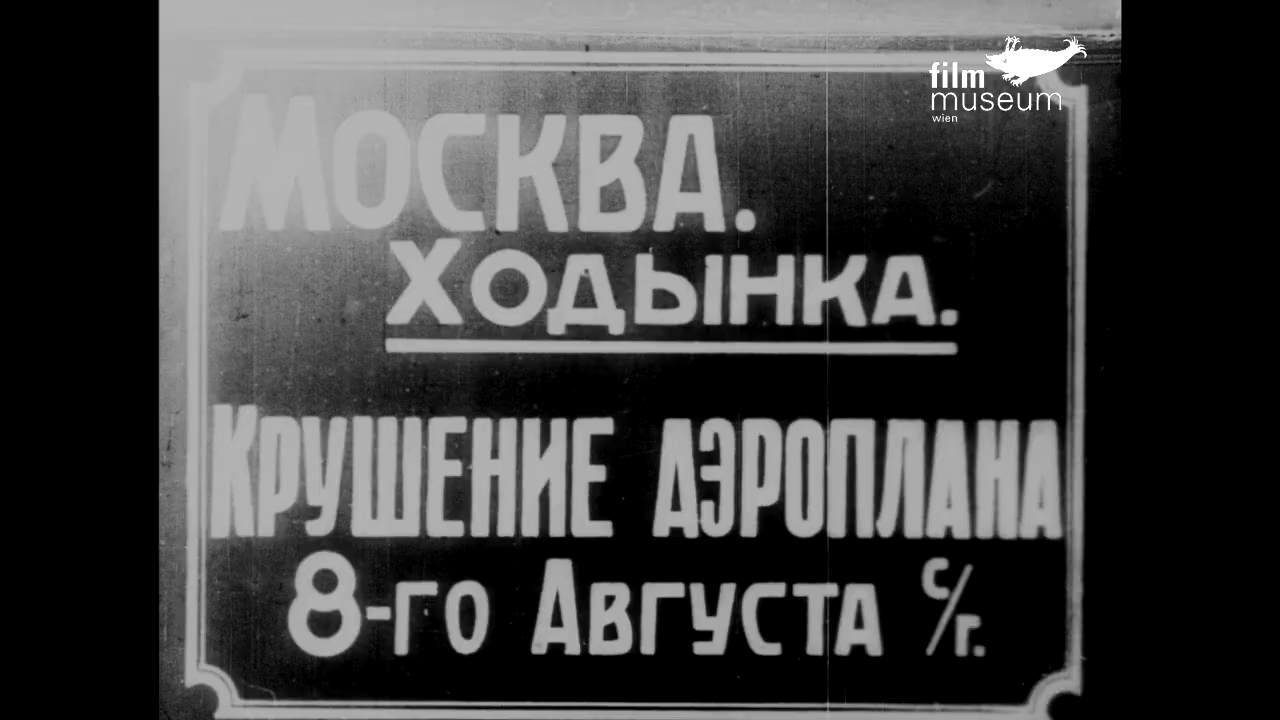 film
museum
wien
МОСКВА.
ХОДЫНКА.
КРУШЕНИЕ АЭРОПЛАНА
8-ГО АВГУСТА с/г.